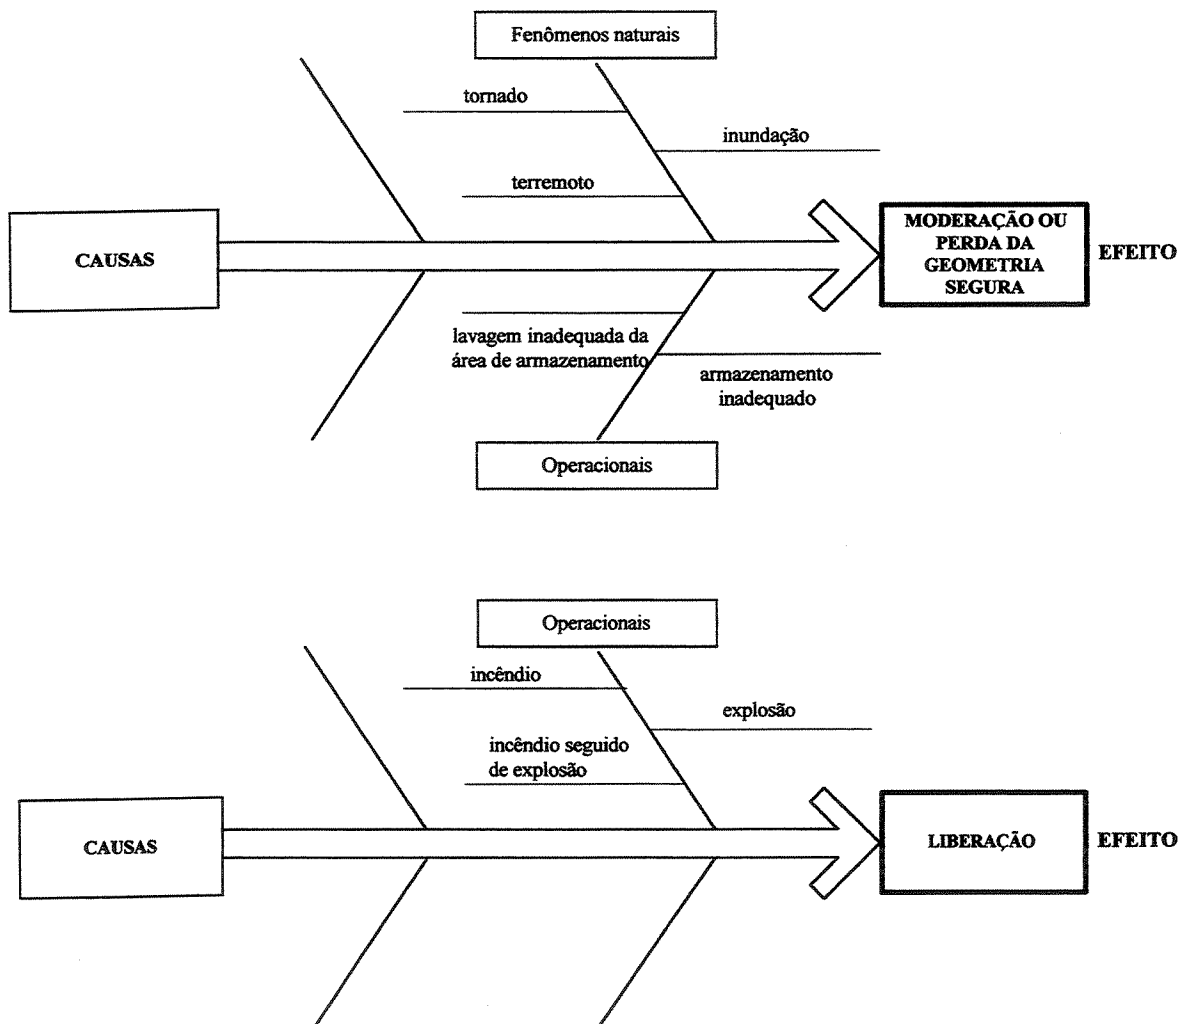 Fenômenos naturais
tornado
inundação
terremoto
CAUSAS
MODERAÇÃO OU
PERDA DA
GEOMETRIA
SEGURA
EFEITO
lavagem inadequada da
área de armazenamento
armazenamento
inadequado
Operacionais
Operacionais
incêndio
explosão
incêndio seguido
de explosão
CAUSAS
LIBERAÇÃO
EFEITO